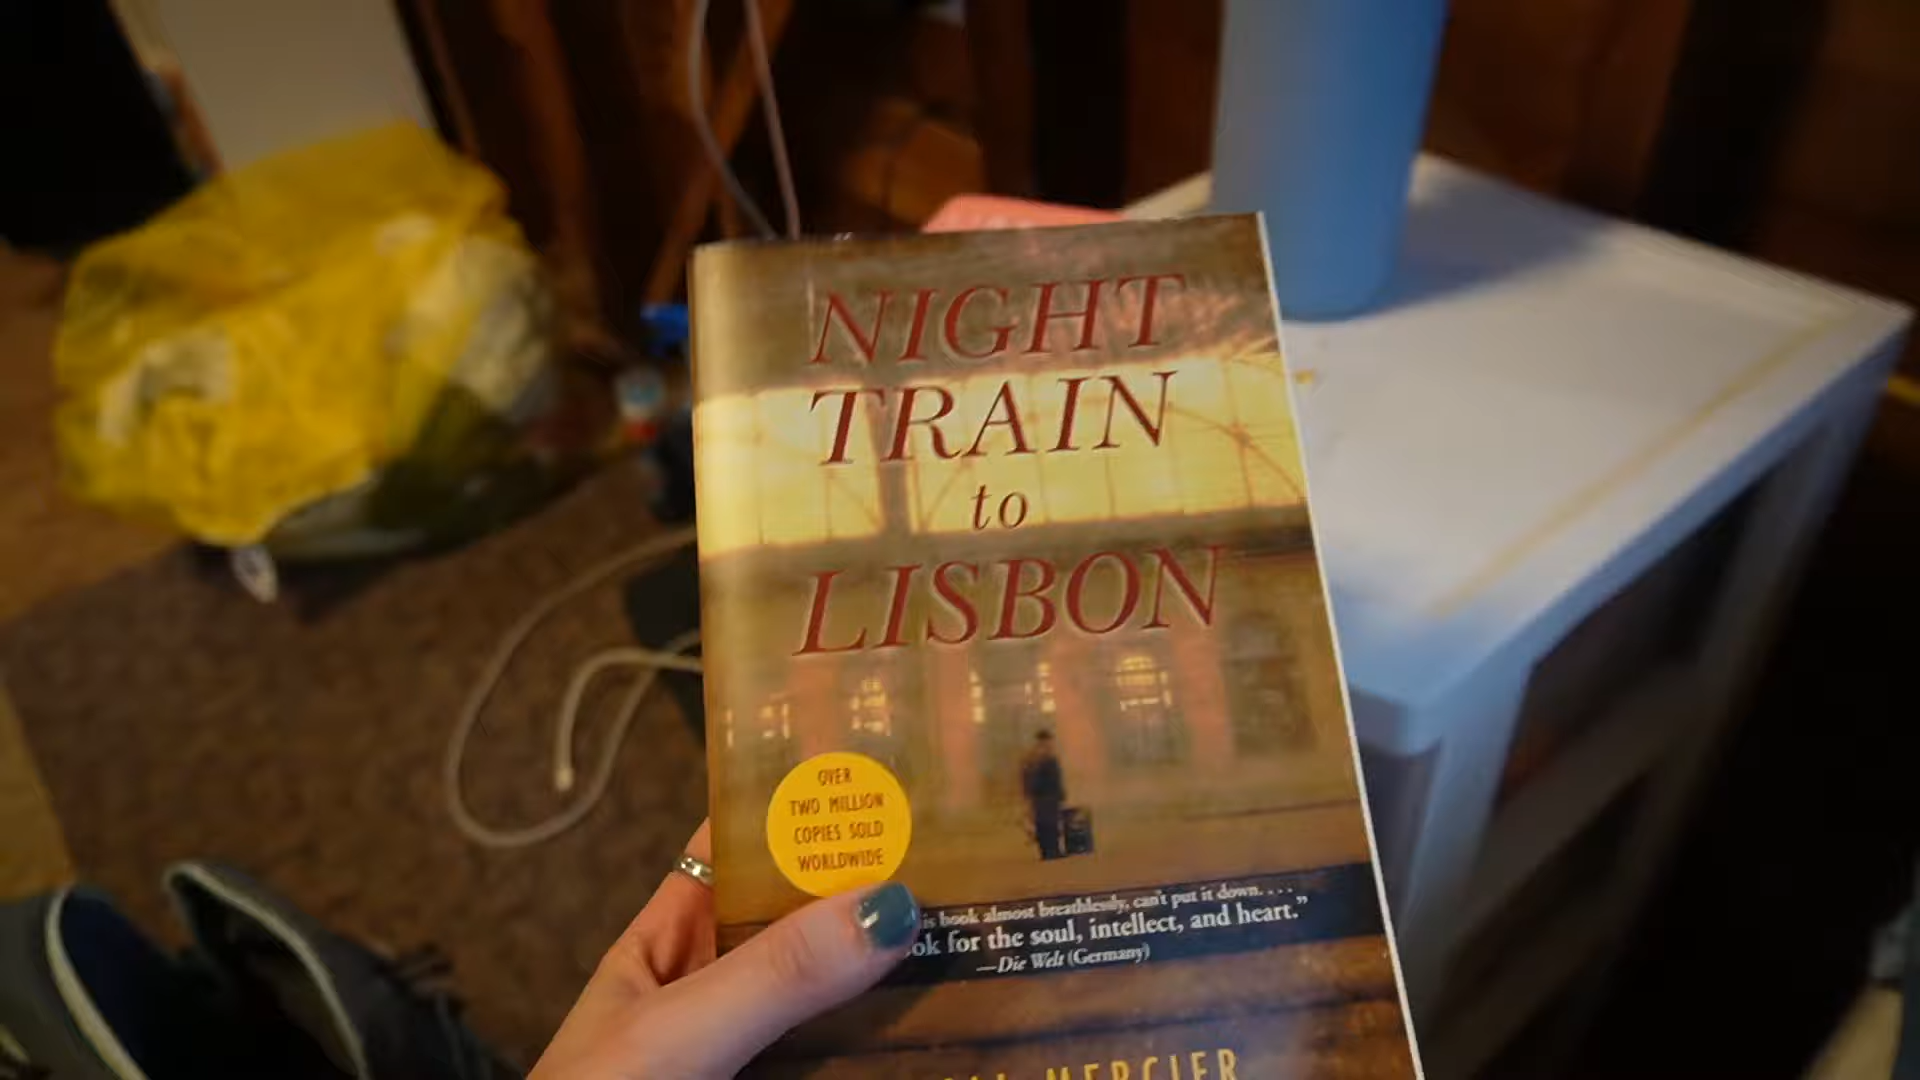 NIGHT
TRAIN
to
LISBON
OVER
TWO MILLION
COPIES SOLD
WORLDWIDE
book almost breathlessly, can't put it down. . . .
for the soul, intellect, and heart.”
—Die Welt (Germany)
MERCIER